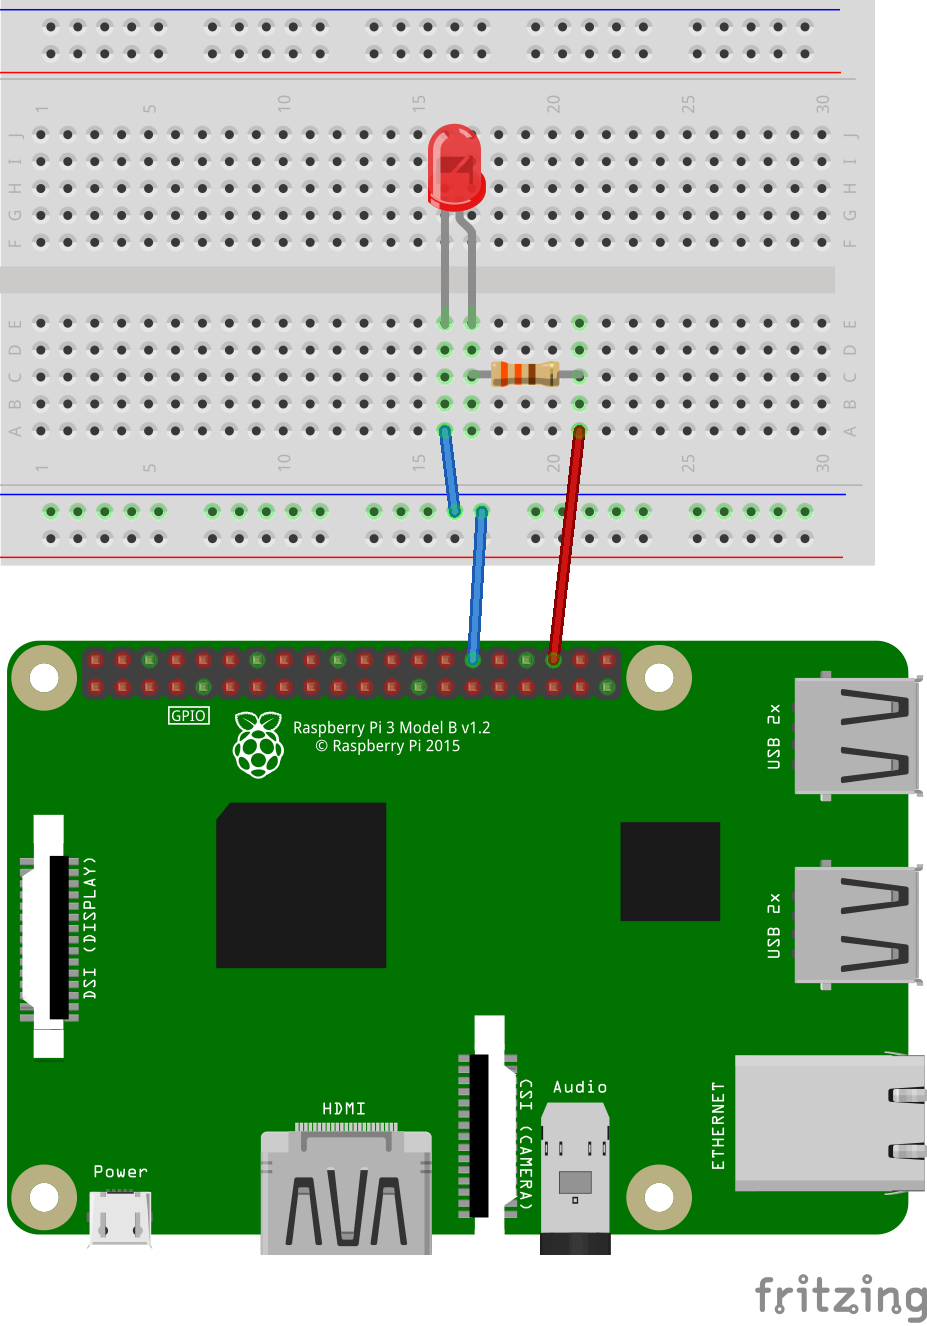 1 5 10 15 20 25 30
J J
I I
H H
G G
F F
E E
D D
C C
B B
A A
1 5 10 15 20 25 30
GPIO
Raspberry Pi 3 Model B v1.2
© Raspberry Pi 2015
USB 2x
DSI (DISPLAY)
USB 2x
CSI (CAMERA)
Audio
ETHERNET
HDMI
Power
fritzing